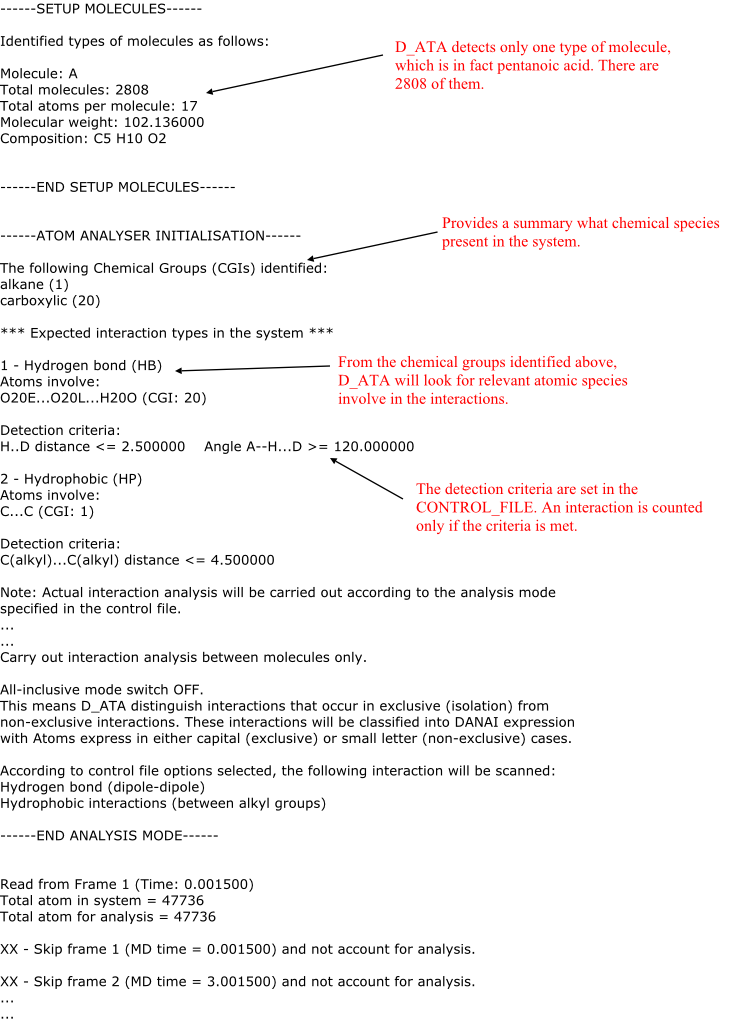 ------SETUP MOLECULES------
Identified types of molecules as follows:
D_ATA detects only one type of molecule,
which is in fact pentanoic acid. There are
2808 of them.
Molecule: A
Total molecules: 2808
Total atoms per molecule: 17
Molecular weight: 102.136000
Composition: C5 H10 O2
------END SETUP MOLECULES------
Provides a summary what chemical species
present in the system.
------ATOM ANALYSER INITIALISATION------
The following Chemical Groups (CGIs) identified:
alkane (1)
carboxylic (20)
*** Expected interaction types in the system ***
1 - Hydrogen bond (HB)
Atoms involve:
O20E...O20L...H20O (CGI: 20)
From the chemical groups identified above,
D_ATA will look for relevant atomic species
involve in the interactions.
Detection criteria:
H..D distance <= 2.500000    Angle A--H...D >= 120.000000
2 - Hydrophobic (HP)
Atoms involve:
C...C (CGI: 1)
The detection criteria are set in the
CONTROL_FILE. An interaction is counted
only if the criteria is met.
Detection criteria:
C(alkyl)...C(alkyl) distance <= 4.500000
Note: Actual interaction analysis will be carried out according to the analysis mode
specified in the control file.
...
...
Carry out interaction analysis between molecules only.
All-inclusive mode switch OFF.
This means D_ATA distinguish interactions that occur in exclusive (isolation) from
non-exclusive interactions. These interactions will be classified into DANAI expression
with Atoms express in either capital (exclusive) or small letter (non-exclusive) cases.
According to control file options selected, the following interaction will be scanned:
Hydrogen bond (dipole-dipole)
Hydrophobic interactions (between alkyl groups)
------END ANALYSIS MODE------
Read from Frame 1 (Time: 0.001500)
Total atom in system = 47736
Total atom for analysis = 47736
XX - Skip frame 1 (MD time = 0.001500) and not account for analysis.
XX - Skip frame 2 (MD time = 3.001500) and not account for analysis.
...
...